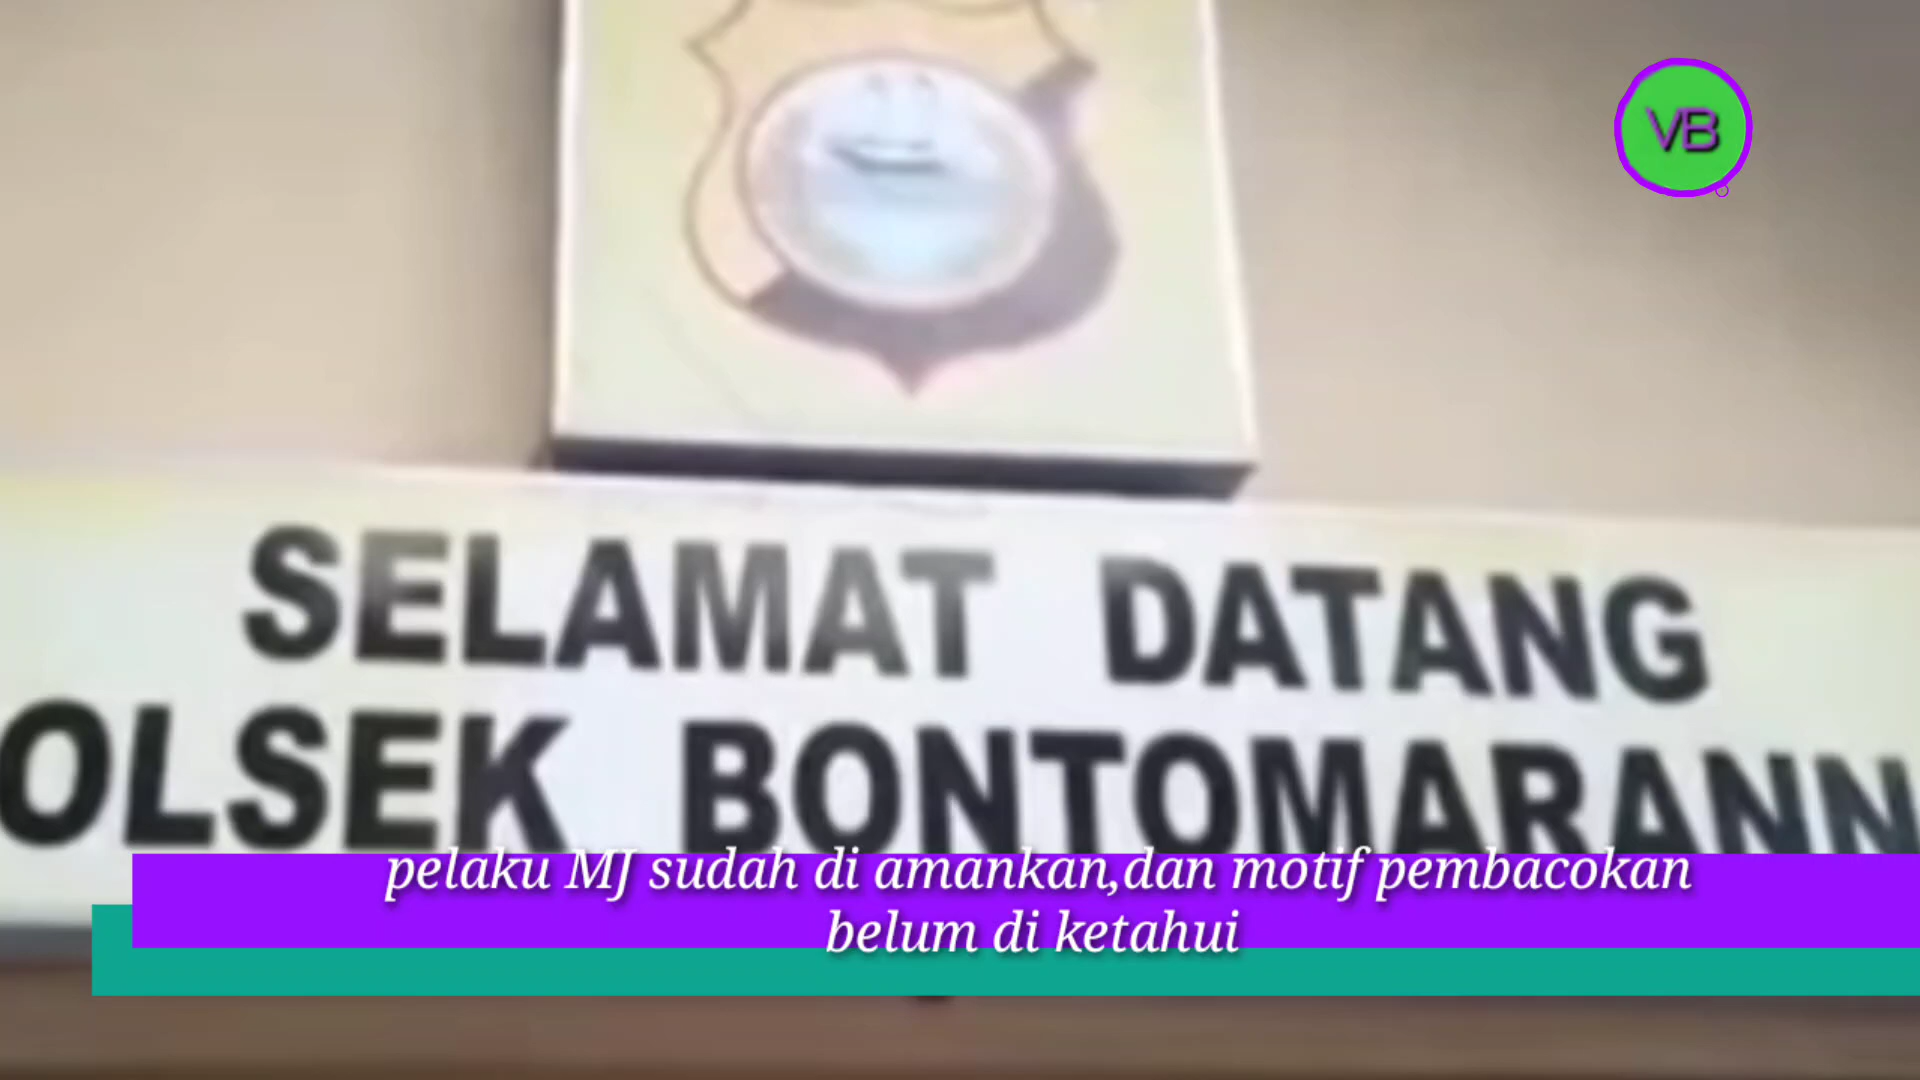 VB
SELAMAT DATANG
OLSEK BONTOMARANN
pelaku MJ sudah di amankan,dan motif pembacokan
belum di ketahui